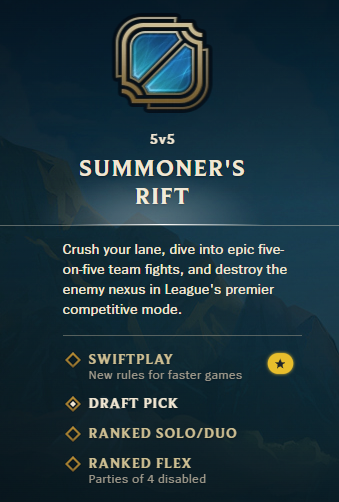 5v5
SUMMONER'S
RIFT
Crush your lane, dive into epic five-
on-five team fights, and destroy the
enemy nexus in League's premier
competitive mode.
SWIFTPLAY
New rules for faster games
DRAFT PICK
RANKED SOLO/DUO
RANKED FLEX
Parties of 4 disabled